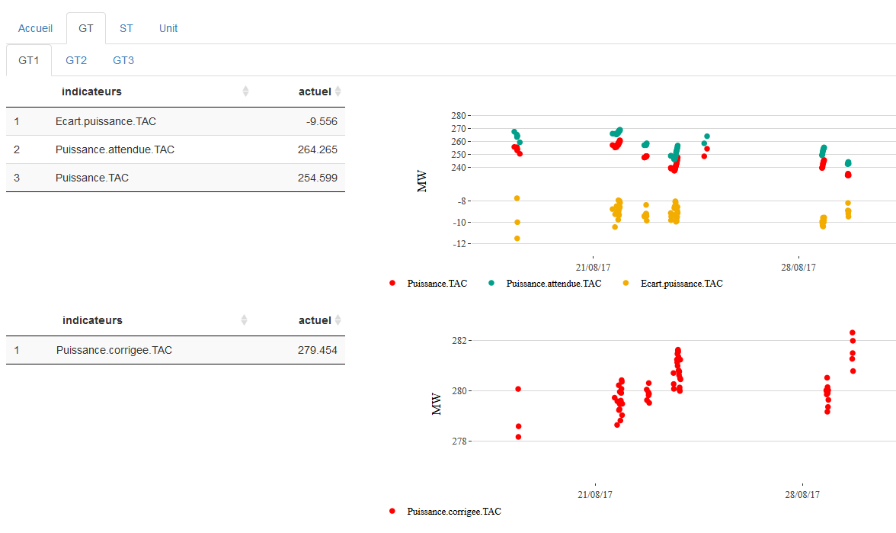 Accueil GT ST Unit
GT1 GT2 GT3
indicateurs actuel
1 Ecart.puissance.TAC -9.556
2 Puissance.attendue.TAC 264.265
3 Puissance.TAC 254.599
MW
280
270
260
250
240
-8
-10
-12
21/08/17 28/08/17
Puissance.TAC Puissance.attendue.TAC Ecart.puissance.TAC
indicateurs actuel
1 Puissance.corrigee.TAC 279.454
MW
282
280
278
21/08/17 28/08/17
Puissance.corrigee.TAC